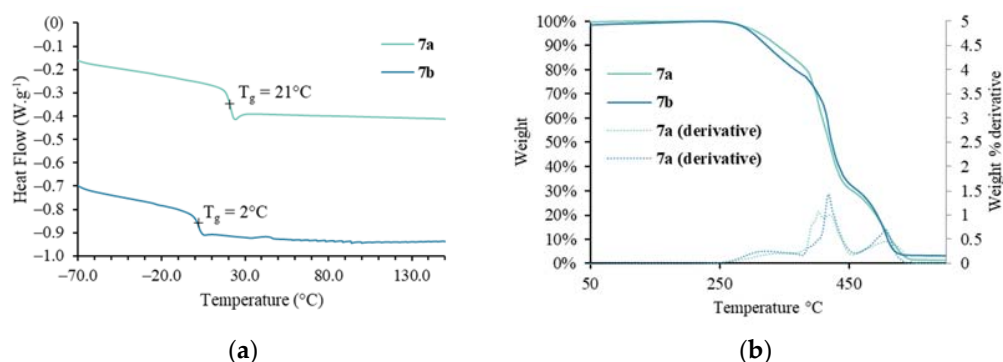 (0)
–0.1
–0.2
–0.3
–0.4
–0.5
–0.6
–0.7
–0.8
–0.9
–1.0
Heat Flow (W.g⁻¹)
7a
7b
T_g = 21°C
T_g = 2°C
–70.0 –20.0 30.0 80.0 130.0
Temperature (°C)
(a)
100%
90%
80%
70%
60%
50%
40%
30%
20%
10%
0%
Weight
7a
7b
7a (derivative)
7a (derivative)
5
4.5
4
3.5
3
2.5
2
1.5
1
0.5
0
Weight % derivative
50 250 450
Temperature °C
(b)